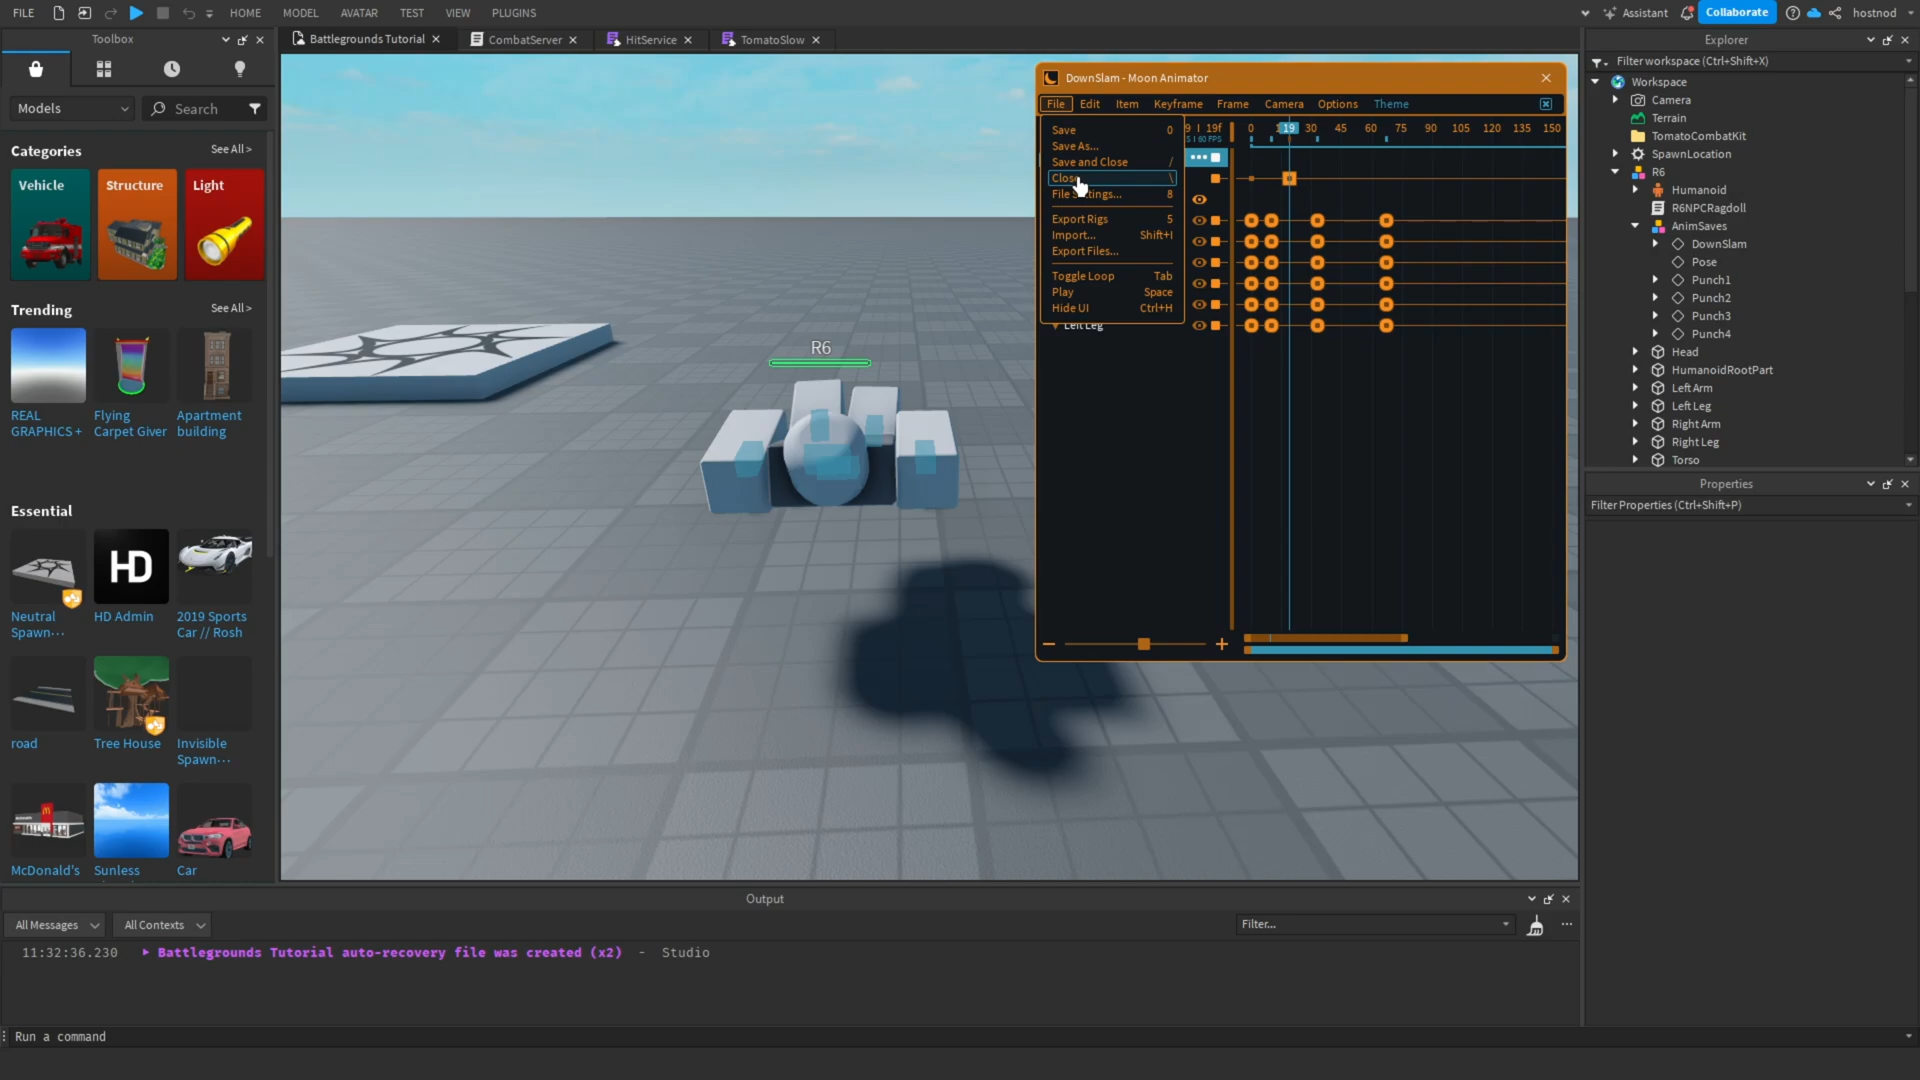 FILE HOME MODEL AVATAR TEST VIEW PLUGINS Assistant Collaborate hostnod
Toolbox
Battlegrounds Tutorial CombatServer HitService TomatoSlow
Models Search
Categories See All >
Vehicle Structure Light
Trending See All >
REAL GRAPHICS +
Flying Carpet Giver
Apartment building
Essential See All >
HD
Neutral Spawn···
HD Admin
2019 Sports Car // Rosh
road
Tree House
Invisible Spawn···
McDonald's
Sunless
Car
R6
DownSlam - Moon Animator
File Edit Item Keyframe Frame Camera Options Theme
19f 0 19 30 45 60 75 90 105 120 135 150
60 FPS
Save 0
Save As...
Save and Close /
Close \
File Settings... 8
Export Rigs 5
Import... Shift+I
Export Files...
Toggle Loop Tab
Play Space
Hide UI Ctrl+H
Left Leg
Explorer
Filter workspace (Ctrl+Shift+X)
Workspace
Camera
Terrain
TomatoCombatKit
SpawnLocation
R6
Humanoid
R6NPCRagdoll
AnimSaves
DownSlam
Pose
Punch1
Punch2
Punch3
Punch4
Head
HumanoidRootPart
Left Arm
Left Leg
Right Arm
Right Leg
Torso
Properties
Filter Properties (Ctrl+Shift+P)
Output
All Messages All Contexts Filter...
11:32:36.230 Battlegrounds Tutorial auto-recovery file was created (x2) - Studio
Run a command